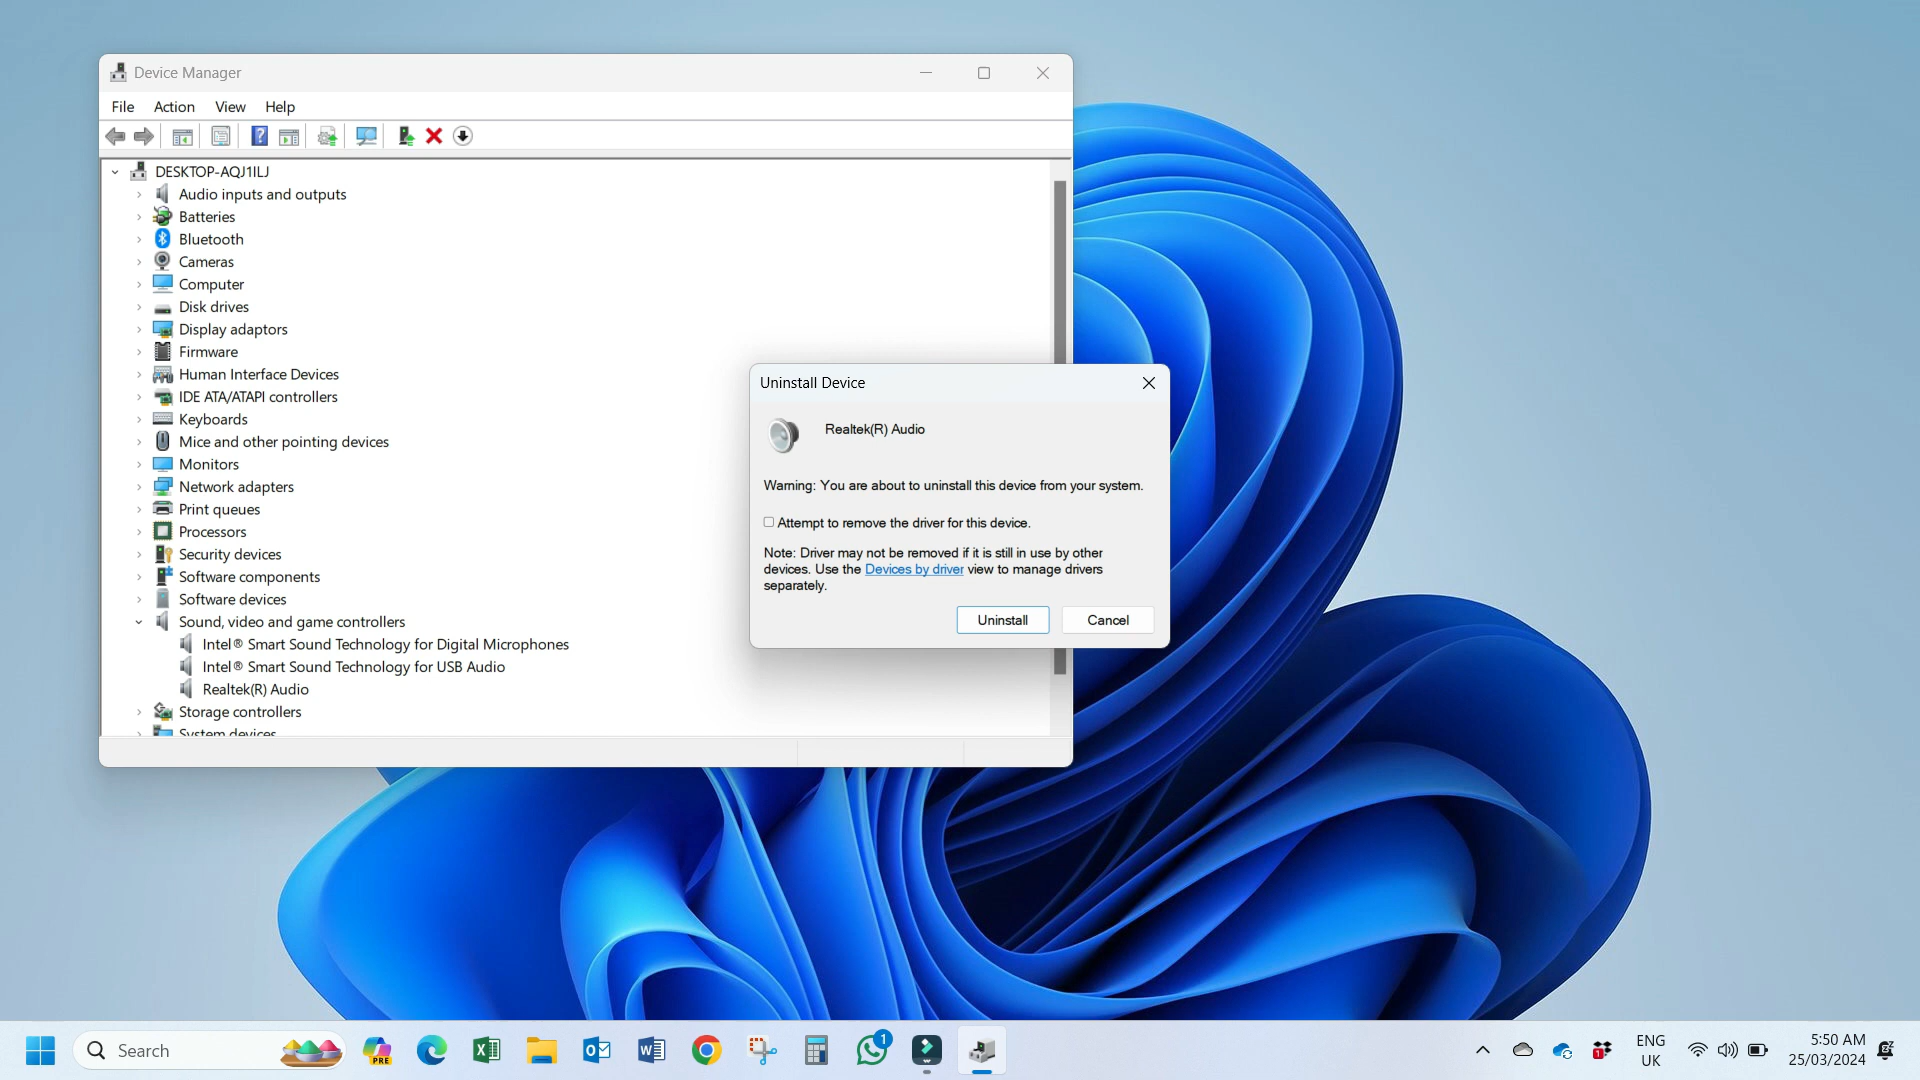 Device Manager
File Action View Help
DESKTOP-AQJ1ILJ
Audio inputs and outputs
Batteries
Bluetooth
Cameras
Computer
Disk drives
Display adaptors
Firmware
Human Interface Devices
IDE ATA/ATAPI controllers
Keyboards
Mice and other pointing devices
Monitors
Network adapters
Print queues
Processors
Security devices
Software components
Software devices
Sound, video and game controllers
Intel® Smart Sound Technology for Digital Microphones
Intel® Smart Sound Technology for USB Audio
Realtek(R) Audio
Storage controllers
System devices
Uninstall Device
Realtek(R) Audio
Warning: You are about to uninstall this device from your system.
Attempt to remove the driver for this device.
Note: Driver may not be removed if it is still in use by other
devices. Use the Devices by driver view to manage drivers
separately.
Uninstall Cancel
Search
PRE
1
1
ENG
UK
5:50 AM
25/03/2024